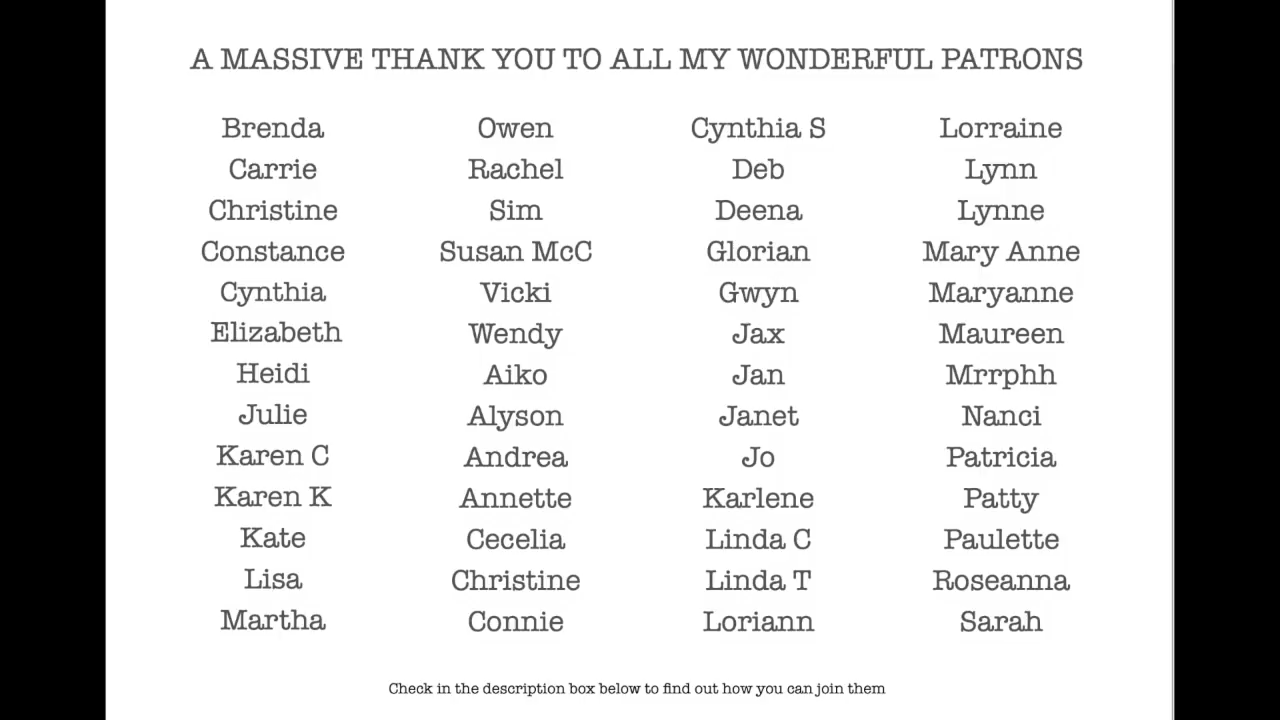 A MASSIVE THANK YOU TO ALL MY WONDERFUL PATRONS
Brenda
Carrie
Christine
Constance
Cynthia
Elizabeth
Heidi
Julie
Karen C
Karen K
Kate
Lisa
Martha
Owen
Rachel
Sim
Susan McC
Vicki
Wendy
Aiko
Alyson
Andrea
Annette
Cecelia
Christine
Connie
Cynthia S
Deb
Deena
Glorian
Gwyn
Jax
Jan
Janet
Jo
Karlene
Linda C
Linda T
Loriann
Lorraine
Lynn
Lynne
Mary Anne
Maryanne
Maureen
Mrrphh
Nanci
Patricia
Patty
Paulette
Roseanna
Sarah
Check in the description box below to find out how you can join them